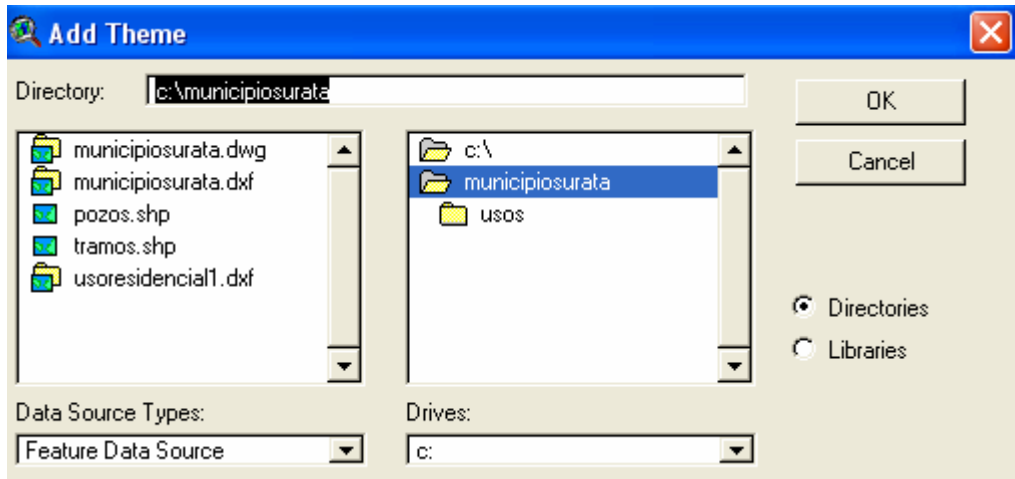 Add Theme
Directory: c:\municipiosurata
OK
Cancel
municipiosurata.dwg
municipiosurata.dxf
pozos.shp
tramos.shp
usoresidencial1.dxf
c:\
municipiosurata
usos
Directories
Libraries
Data Source Types:
Feature Data Source
Drives:
c: